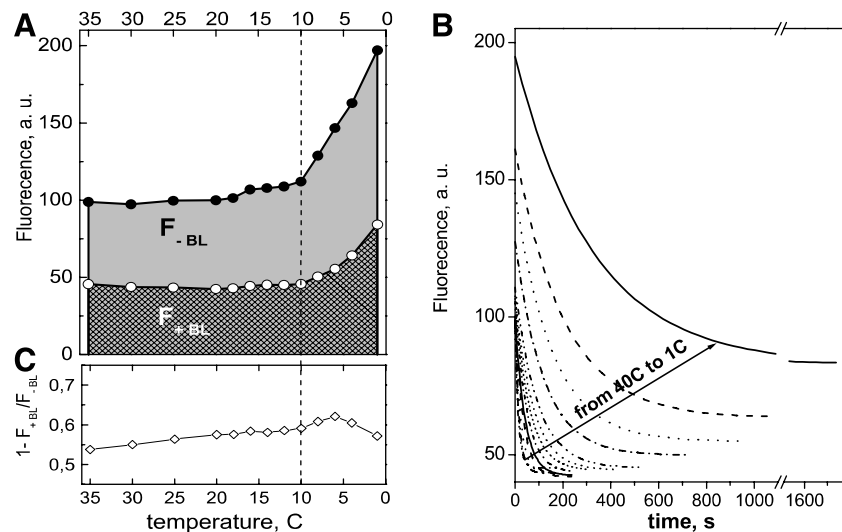 A
35 30 25 20 15 10 5 0
200
150
100
50
0
Fluorecence, a. u.
F - BL
F + BL
C
0,7
0,6
0,5
1- F+BL/F-BL
35 30 25 20 15 10 5 0
temperature, C
B
200
150
100
50
Fluorecence, a. u.
from 40C to 1C
0 200 400 600 800 1000 1600
time, s